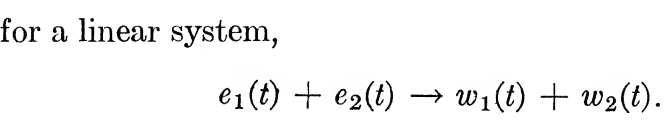 for a linear system,
e₁(t) + e₂(t) → w₁(t) + w₂(t).